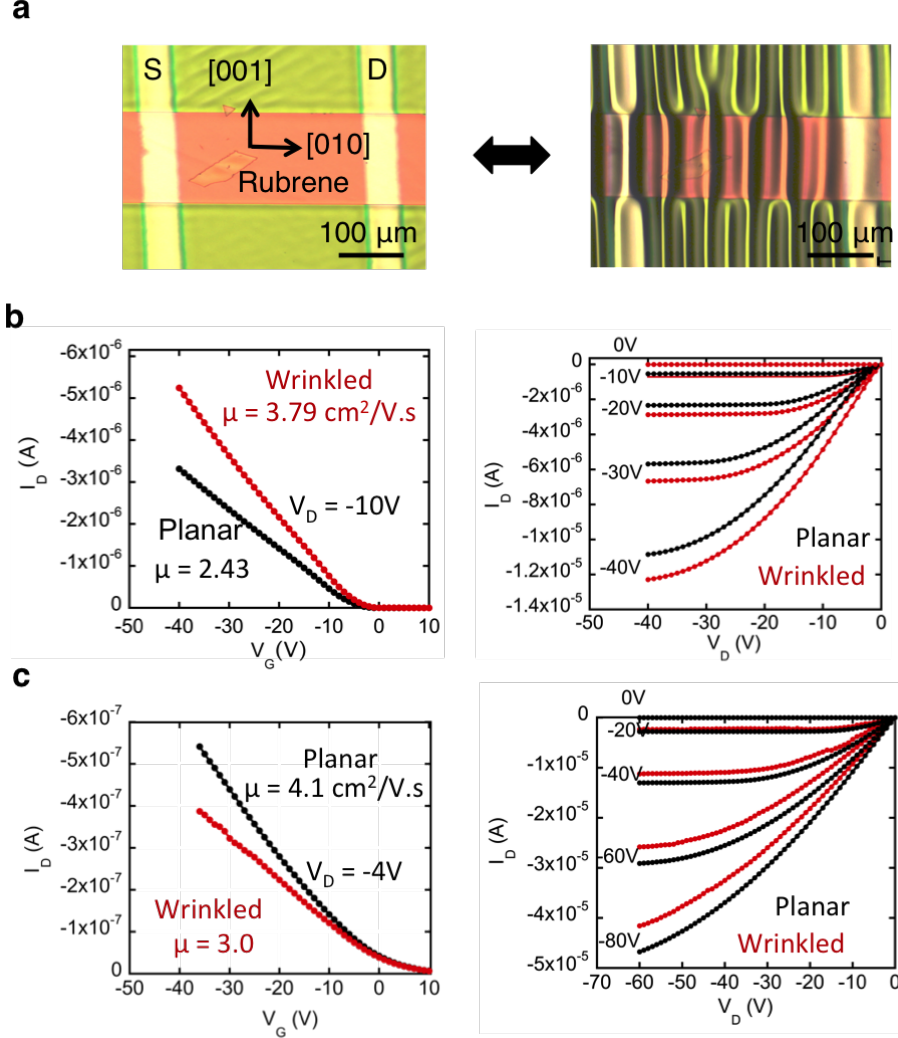 a
S
D
[001]
[010]
Rubrene
100 µm
100 µm
b
-6x10⁻⁶
-5x10⁻⁶
-4x10⁻⁶
-3x10⁻⁶
-2x10⁻⁶
-1x10⁻⁶
0
I_D (A)
Wrinkled
µ = 3.79 cm²/V.s
V_D = -10V
Planar
µ = 2.43
-50 -40 -30 -20 -10 0 10
V_G(V)
0V
0
-2x10⁻⁶
-4x10⁻⁶
-6x10⁻⁶
-8x10⁻⁶
-1x10⁻⁵
-1.2x10⁻⁵
-1.4x10⁻⁵
I_D (A)
-10V
-20V
-30V
-40V
Planar
Wrinkled
-50 -40 -30 -20 -10 0
V_D (V)
c
-6x10⁻⁷
-5x10⁻⁷
-4x10⁻⁷
-3x10⁻⁷
-2x10⁻⁷
-1x10⁻⁷
0
I_D (A)
Planar
µ = 4.1 cm²/V.s
V_D = -4V
Wrinkled
µ = 3.0
-50 -40 -30 -20 -10 0 10
V_G (V)
0V
0
-1x10⁻⁵
-2x10⁻⁵
-3x10⁻⁵
-4x10⁻⁵
-5x10⁻⁵
I_D (A)
-20V
-40V
-60V
-80V
Planar
Wrinkled
-70 -60 -50 -40 -30 -20 -10 0
V_D (V)